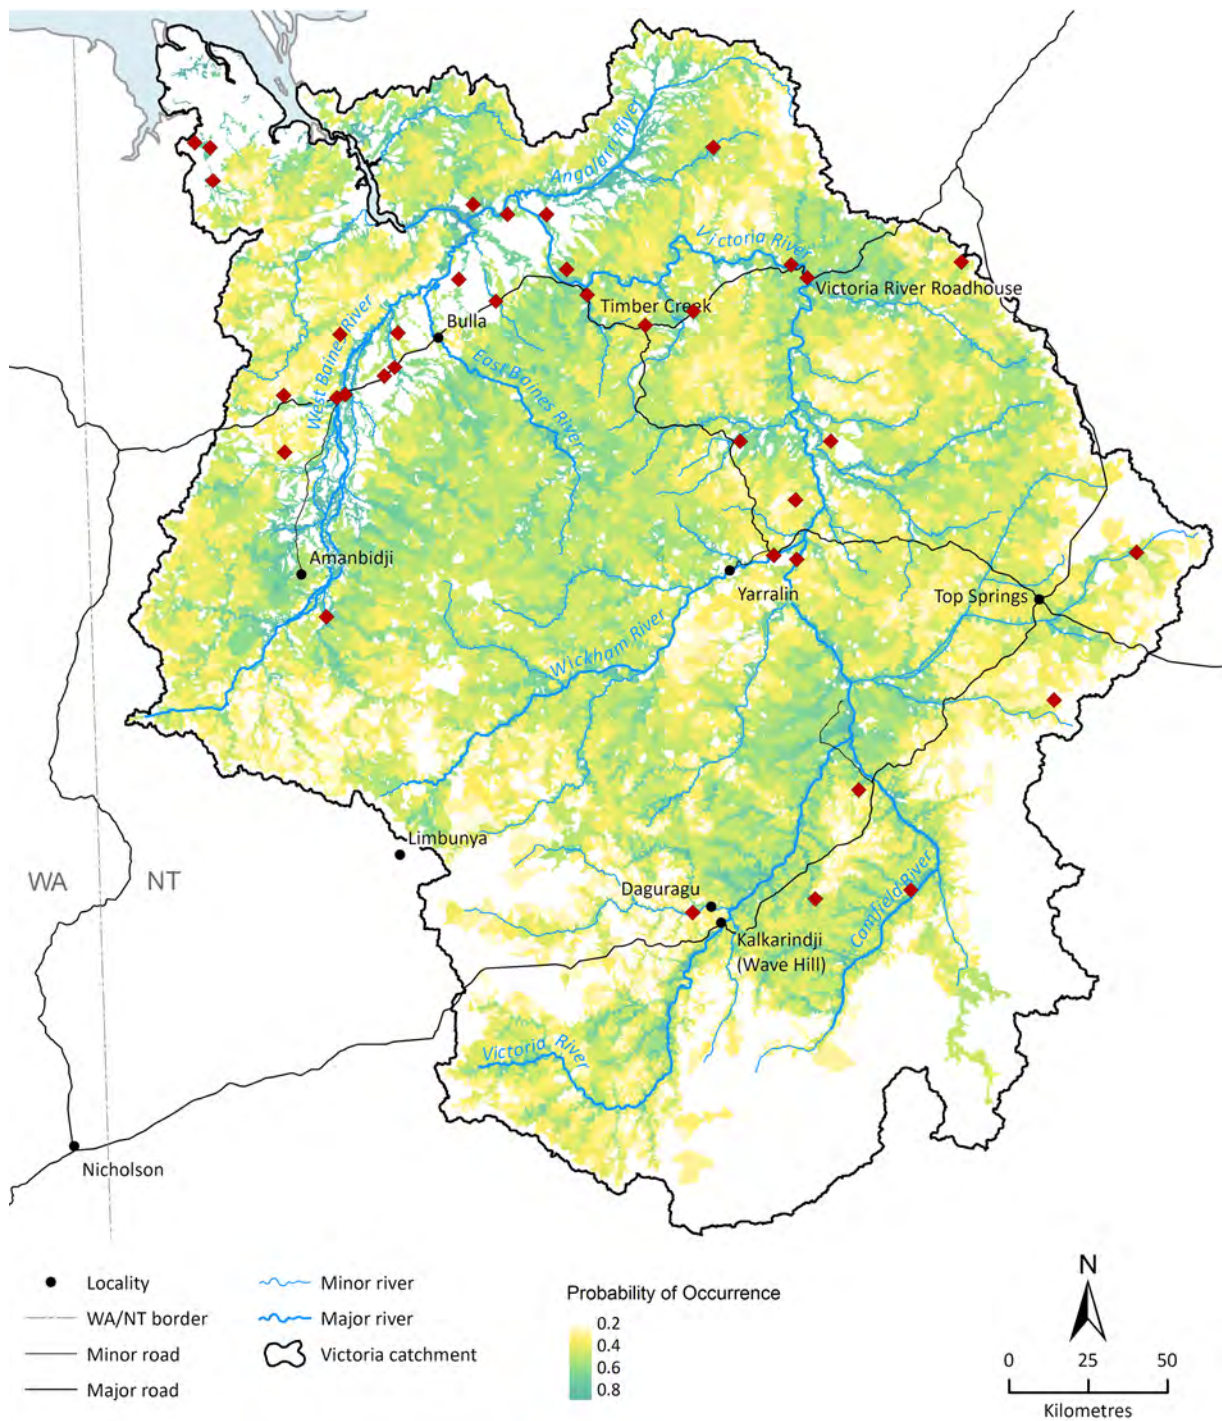 Angalarri River
Victoria River
Victoria River Roadhouse
Timber Creek
Bulla
West Baines River
East Baines River
Amanbidji
Yarralin
Top Springs
Wickham River
Limbunya
WA
NT
Daguragu
Camfield River
Kalkarindji
(Wave Hill)
Victoria River
Nicholson
Locality
WA/NT border
Minor road
Major road
Minor river
Major river
Victoria catchment
Probability of Occurrence
0.2
0.4
0.6
0.8
N
0 25 50
Kilometres